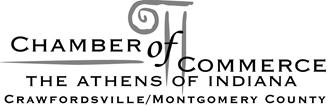 CHAMBER of
COMMERCE
THE ATHENS OF INDIANA
CRAWFORDSVILLE/MONTGOMERY COUNTY